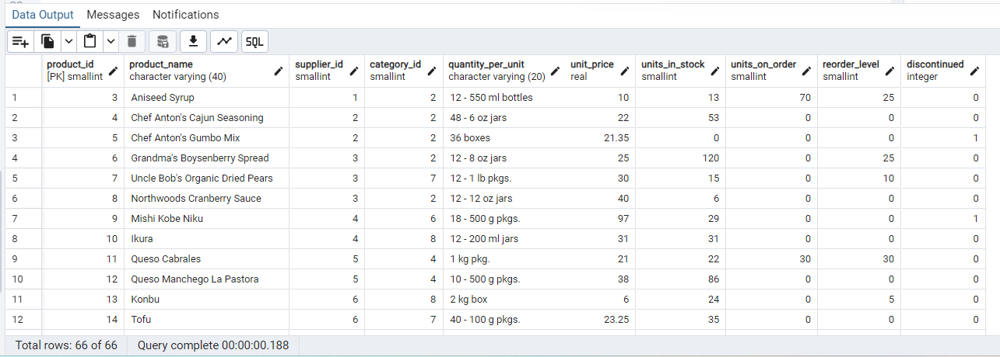 Data Output Messages Notifications
SQL
product_id product_name supplier_id category_id quantity_per_unit unit_price units_in_stock units_on_order reorder_level discontinued
[PK] smallint character varying (40) smallint smallint character varying (20) real smallint smallint smallint integer
1 3 Aniseed Syrup 1 2 12 - 550 ml bottles 10 13 70 25 0
2 4 Chef Anton's Cajun Seasoning 2 2 48 - 6 oz jars 22 53 0 0 0
3 5 Chef Anton's Gumbo Mix 2 2 36 boxes 21.35 0 0 0 1
4 6 Grandma's Boysenberry Spread 3 2 12 - 8 oz jars 25 120 0 25 0
5 7 Uncle Bob's Organic Dried Pears 3 7 12 - 1 lb pkgs. 30 15 0 10 0
6 8 Northwoods Cranberry Sauce 3 2 12 - 12 oz jars 40 6 0 0 0
7 9 Mishi Kobe Niku 4 6 18 - 500 g pkgs. 97 29 0 0 1
8 10 Ikura 4 8 12 - 200 ml jars 31 31 0 0 0
9 11 Queso Cabrales 5 4 1 kg pkg. 21 22 30 30 0
10 12 Queso Manchego La Pastora 5 4 10 - 500 g pkgs. 38 86 0 0 0
11 13 Konbu 6 8 2 kg box 6 24 0 5 0
12 14 Tofu 6 7 40 - 100 g pkgs. 23.25 35 0 0 0
Total rows: 66 of 66 Query complete 00:00:00.188